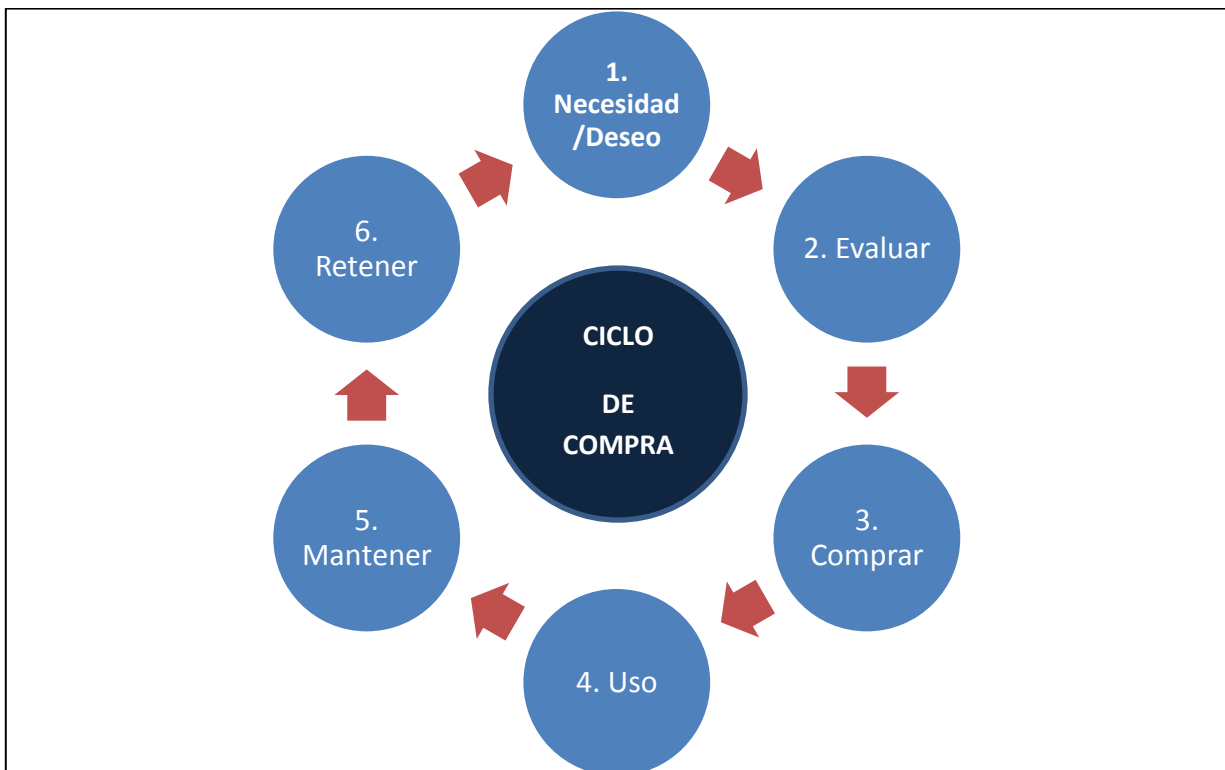 1.
Necesidad
/Deseo
2. Evaluar
3.
Comprar
4. Uso
5.
Mantener
6.
Retener
CICLO
DE
COMPRA